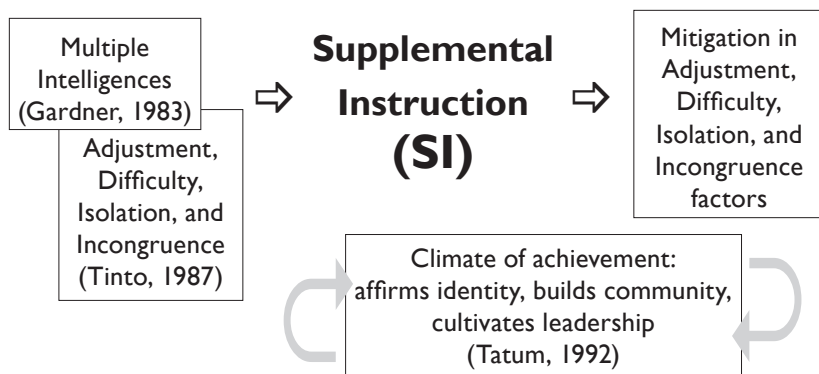 Multiple
Intelligences
(Gardner, 1983)
Adjustment,
Difficulty,
Isolation, and
Incongruence
(Tinto, 1987)
Supplemental
Instruction
(SI)
Mitigation in
Adjustment,
Difficulty,
Isolation, and
Incongruence
factors
Climate of achievement:
affirms identity, builds community,
cultivates leadership
(Tatum, 1992)